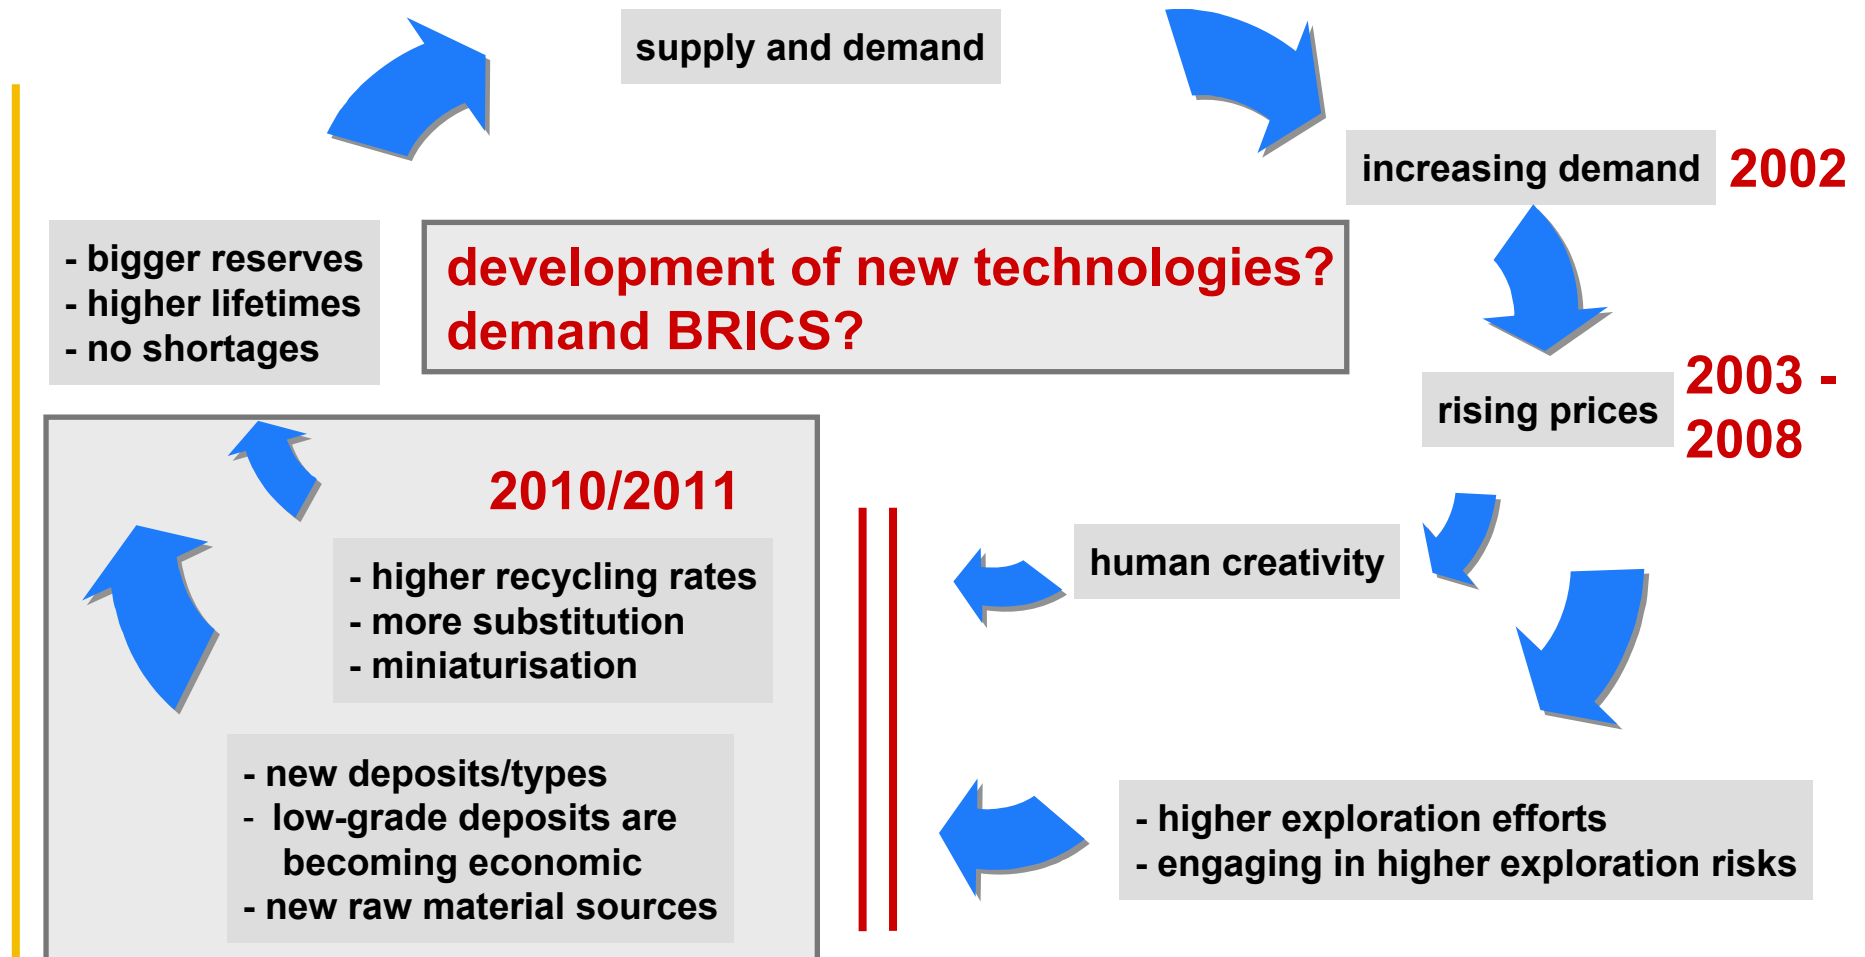 supply and demand
increasing demand
2002
- bigger reserves
- higher lifetimes
- no shortages
development of new technologies?
demand BRICS?
rising prices
2003 -
2008
2010/2011
- higher recycling rates
- more substitution
- miniaturisation
human creativity
- new deposits/types
- low-grade deposits are
becoming economic
- new raw material sources
- higher exploration efforts
- engaging in higher exploration risks